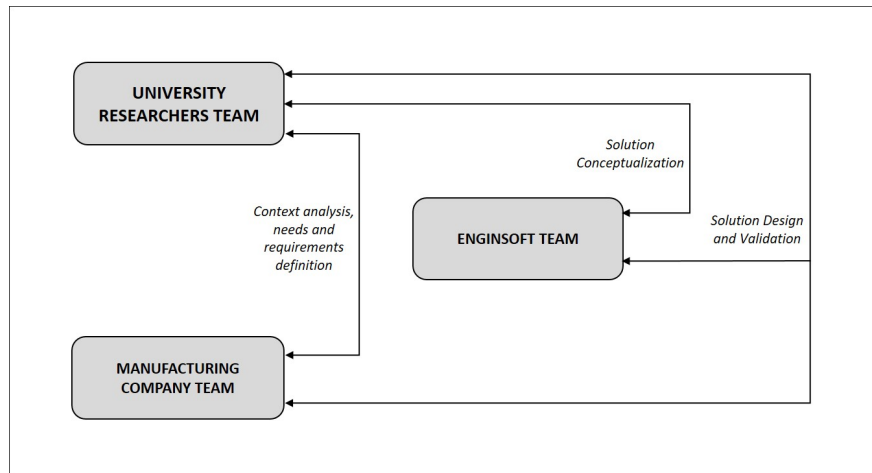 UNIVERSITY
RESEARCHERS TEAM
Solution
Conceptualization
Context analysis,
needs and
requirements
definition
ENGINSOFT TEAM
Solution Design
and Validation
MANUFACTURING
COMPANY TEAM